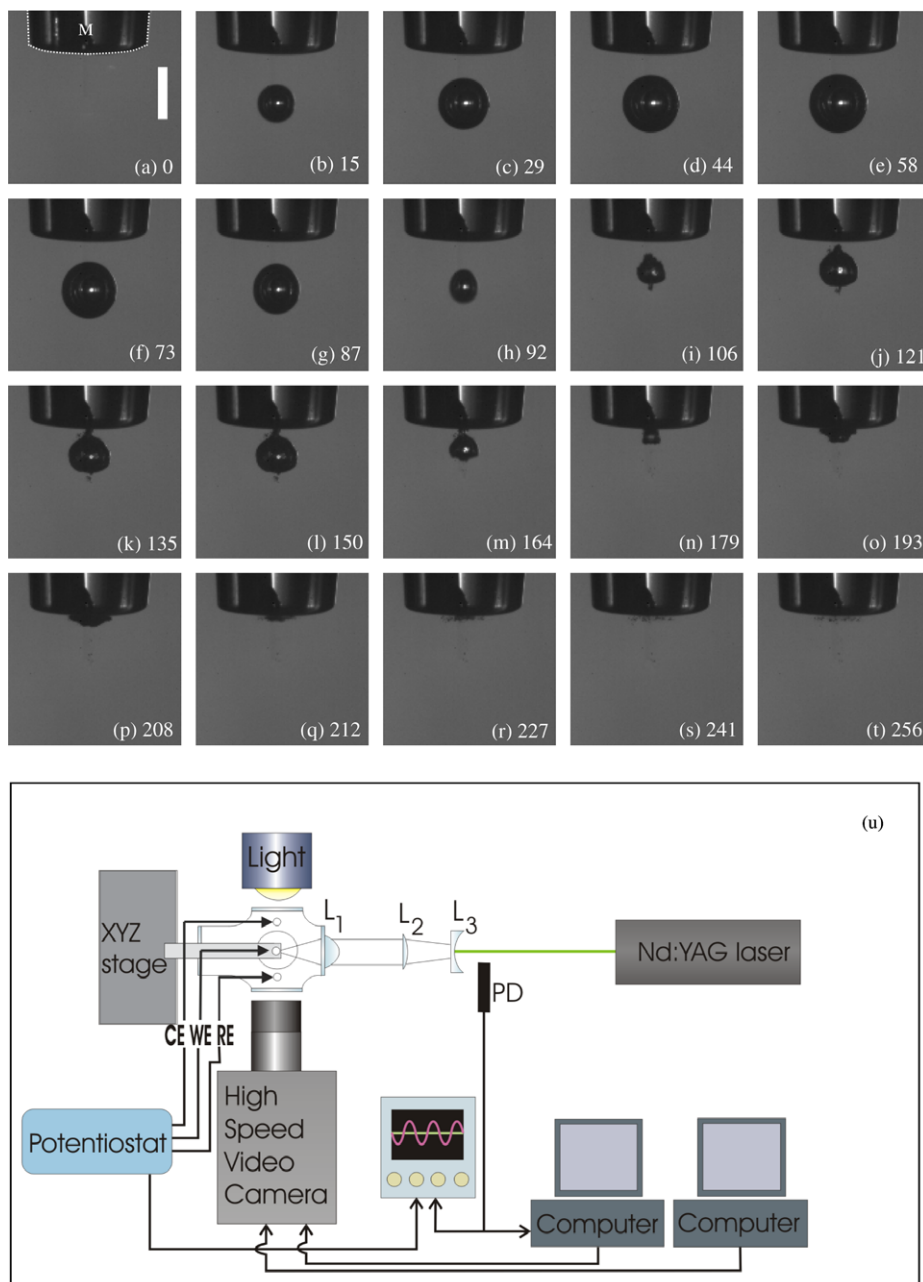 M
(a) 0
(b) 15
(c) 29
(d) 44
(e) 58
(f) 73
(g) 87
(h) 92
(i) 106
(j) 121
(k) 135
(l) 150
(m) 164
(n) 179
(o) 193
(p) 208
(q) 212
(r) 227
(s) 241
(t) 256
(u)
Light
XYZ
stage
L1
L2
L3
Nd:YAG laser
PD
CE WE RE
Potentiostat
High
Speed
Video
Camera
Computer
Computer